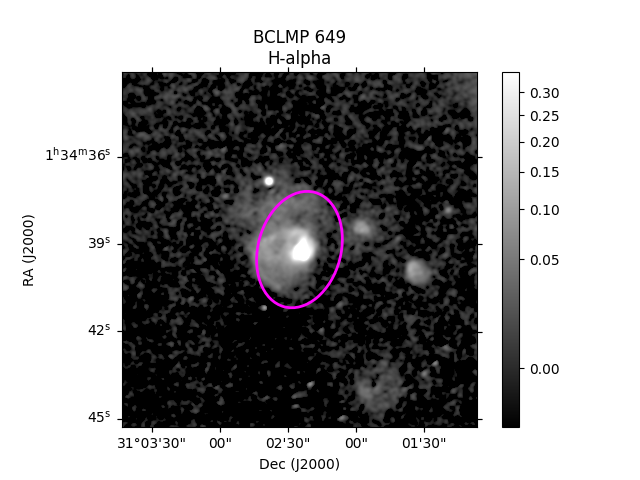 BCLMP 649
H-alpha
0.30
0.25
1h34m36s
0.20
0.15
0.10
RA (J2000)
39s
0.05
42s
0.00
45s
31°03'30" 00" 02'30" 00" 01'30"
Dec (J2000)